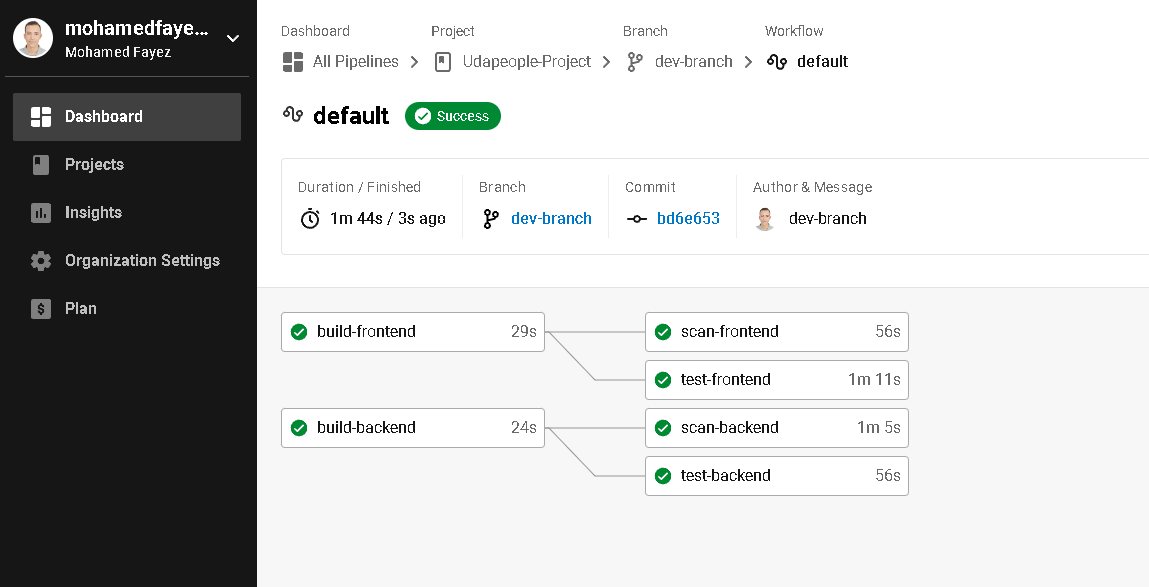 mohamedfaye...
Mohamed Fayez
Dashboard
Projects
Insights
Organization Settings
Plan
Dashboard Project Branch Workflow
All Pipelines Udapeople-Project dev-branch default
default Success
Duration / Finished Branch Commit Author & Message
1m 44s / 3s ago dev-branch bd6e653 dev-branch
build-frontend 29s scan-frontend 56s
test-frontend 1m 11s
build-backend 24s scan-backend 1m 5s
test-backend 56s